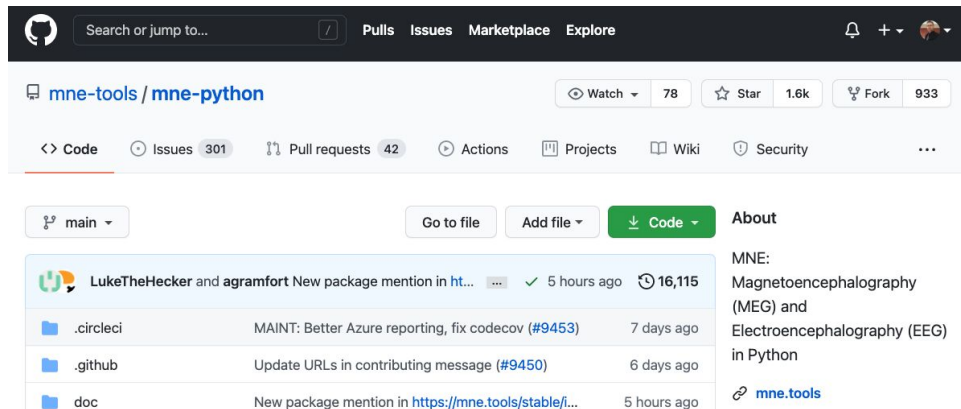 Search or jump to... / Pulls Issues Marketplace Explore
mne-tools / mne-python Watch 78 Star 1.6k Fork 933
<> Code Issues 301 Pull requests 42 Actions Projects Wiki Security ...
main Go to file Add file Code About
LukeTheHecker and agramfort New package mention in ht... ... 5 hours ago 16,115
.circleci MAINT: Better Azure reporting, fix codecov (#9453) 7 days ago
.github Update URLs in contributing message (#9450) 6 days ago
doc New package mention in https://mne.tools/stable/i... 5 hours ago
MNE:
Magnetoencephalography
(MEG) and
Electroencephalography (EEG)
in Python
mne.tools